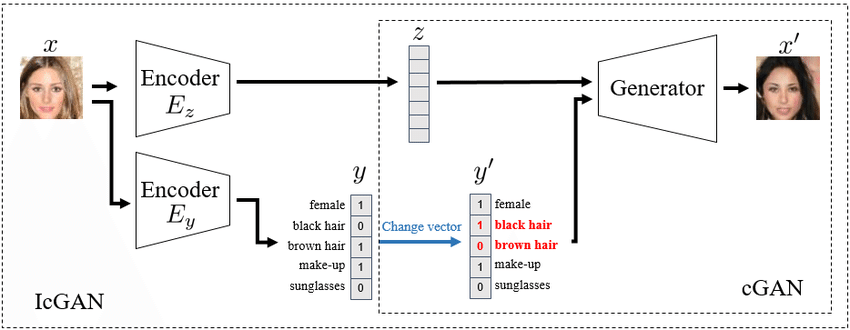 x
Encoder
E_z
z
Generator
x′
Encoder
E_y
y
female 1
black hair 0
brown hair 1
make-up 1
sunglasses 0
Change vector
y′
1 female
1 black hair
0 brown hair
1 make-up
0 sunglasses
IcGAN
cGAN